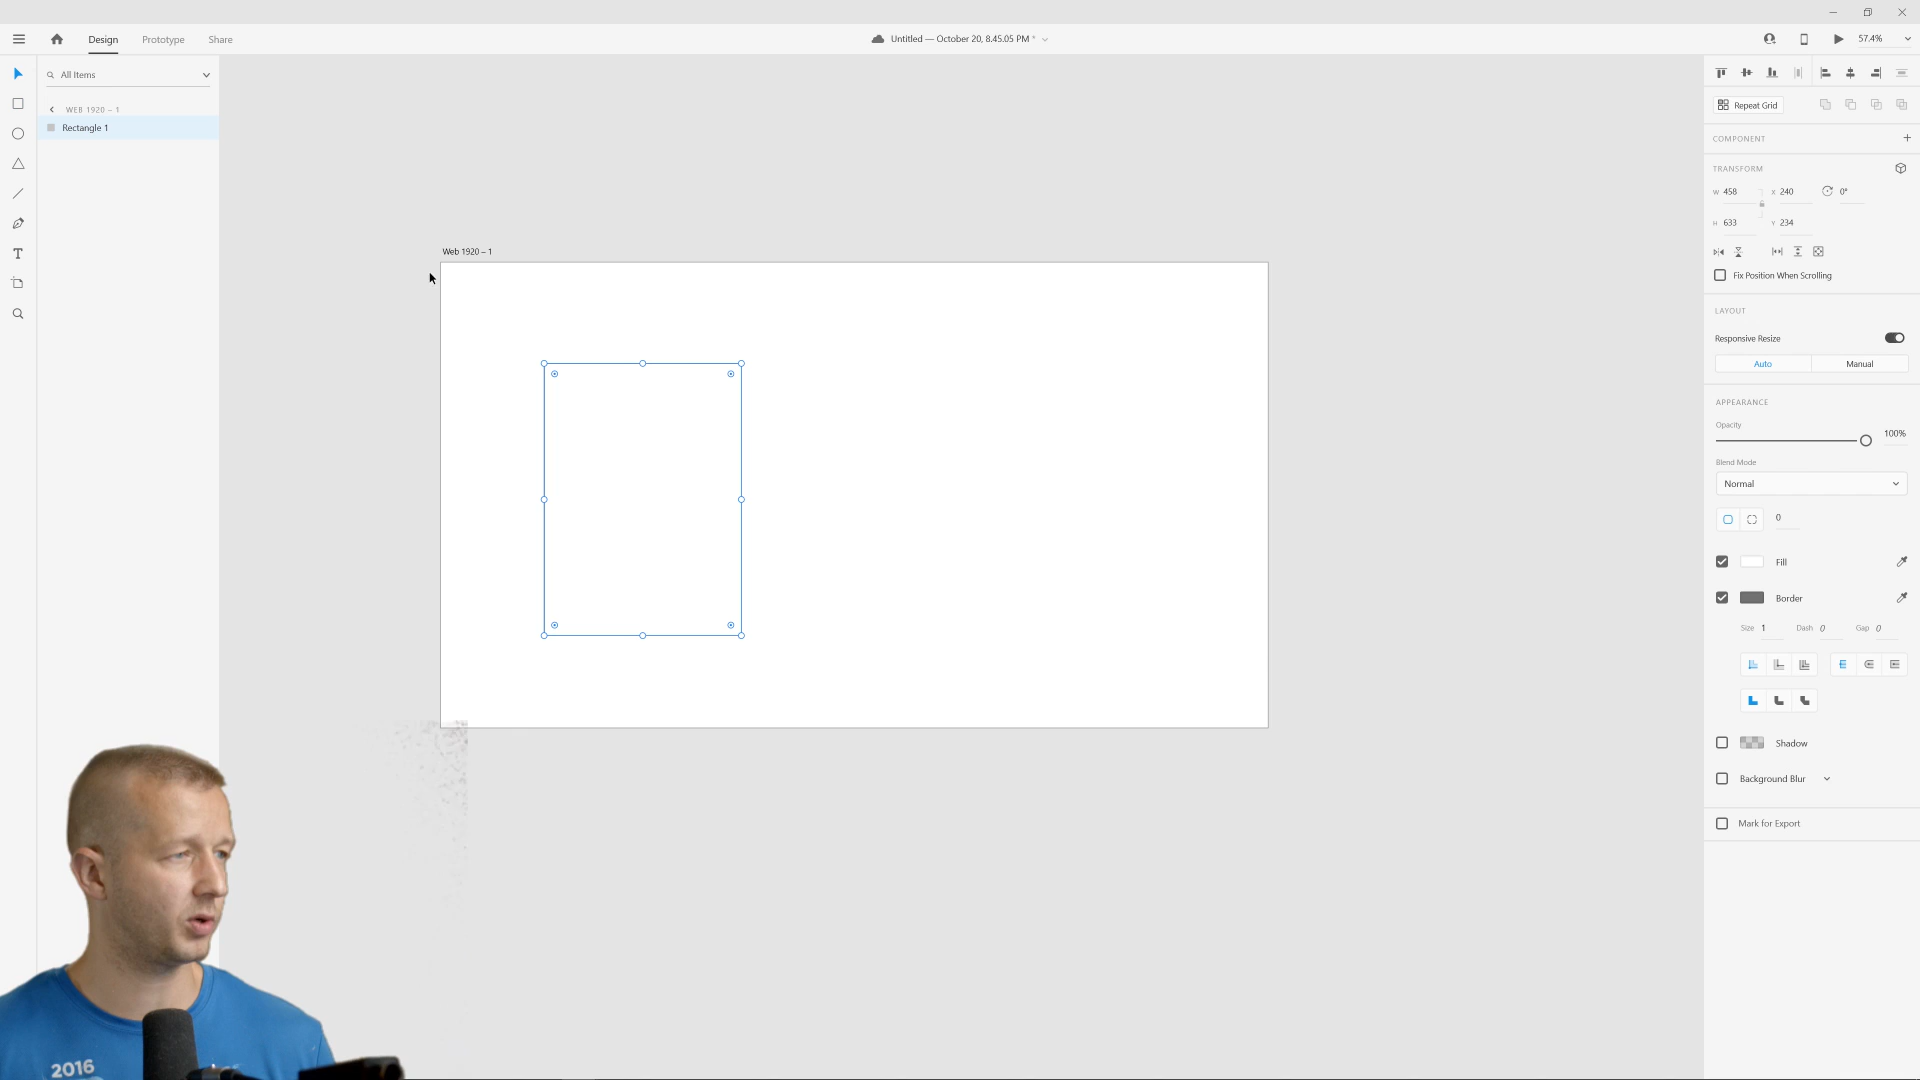 Design
Prototype
Share
Untitled — October 20, 8.45.05 PM *
57.4%
All Items
WEB 1920 – 1
Rectangle 1
Web 1920 – 1
Repeat Grid
COMPONENT
TRANSFORM
W 458
X 240
0°
H 633
Y 234
Fix Position When Scrolling
LAYOUT
Responsive Resize
Auto
Manual
APPEARANCE
Opacity
100%
Blend Mode
Normal
0
Fill
Border
Size 1
Dash 0
Gap 0
Shadow
Background Blur
Mark for Export
2016